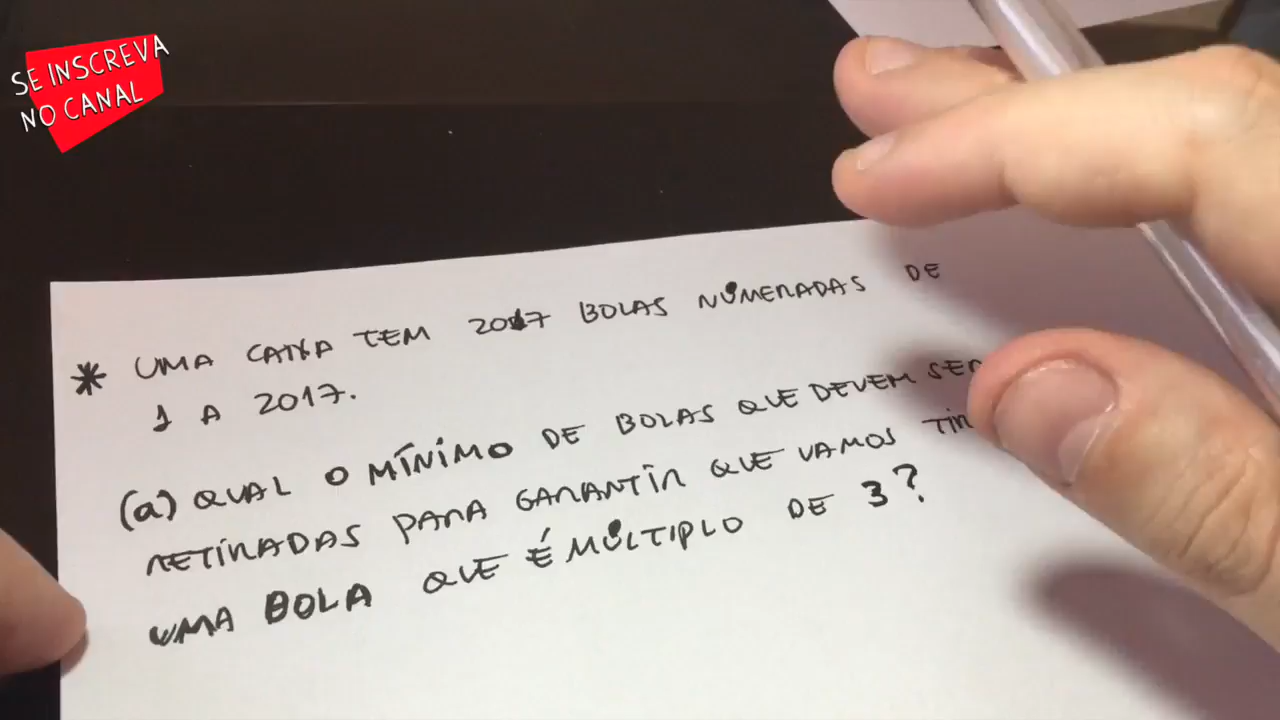 SE INSCREVA
NO CANAL
* UMA CAIXA TEM 2017 BOLAS NÚMERADAS DE
1 A 2017.
(a) QUAL O MÍNIMO DE BOLAS QUE DEVEM SER
RETIRADAS PARA GARANTIR QUE VAMOS
UMA BOLA QUE É MÚLTIPLO DE 3?